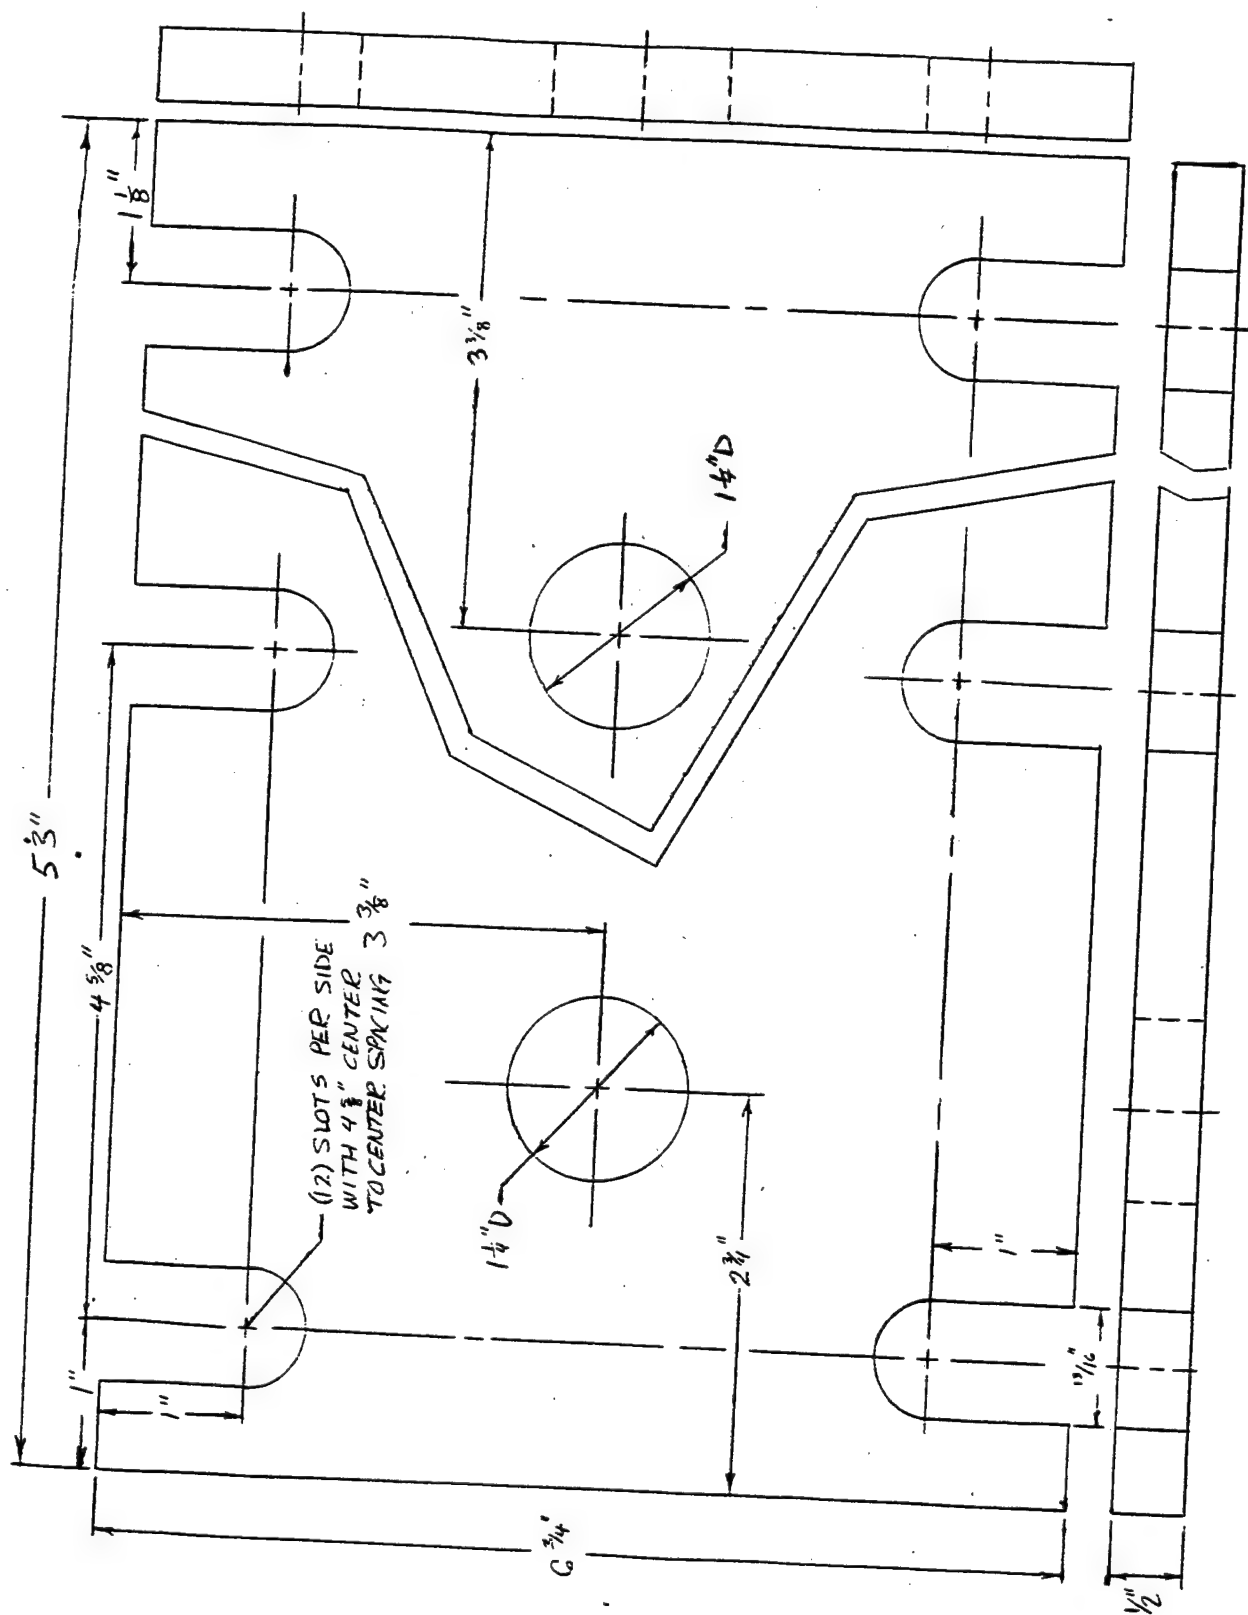 53"
1"
4 5/8"
1 1/8"
1"
(12) SLOTS PER SIDE
WITH 4 5/8" CENTER
TO CENTER SPACING
3 3/8"
3 3/8"
1 1/4"D
6 3/4"
1 1/4"D
2 3/4"
1"
13/16"
1/2"